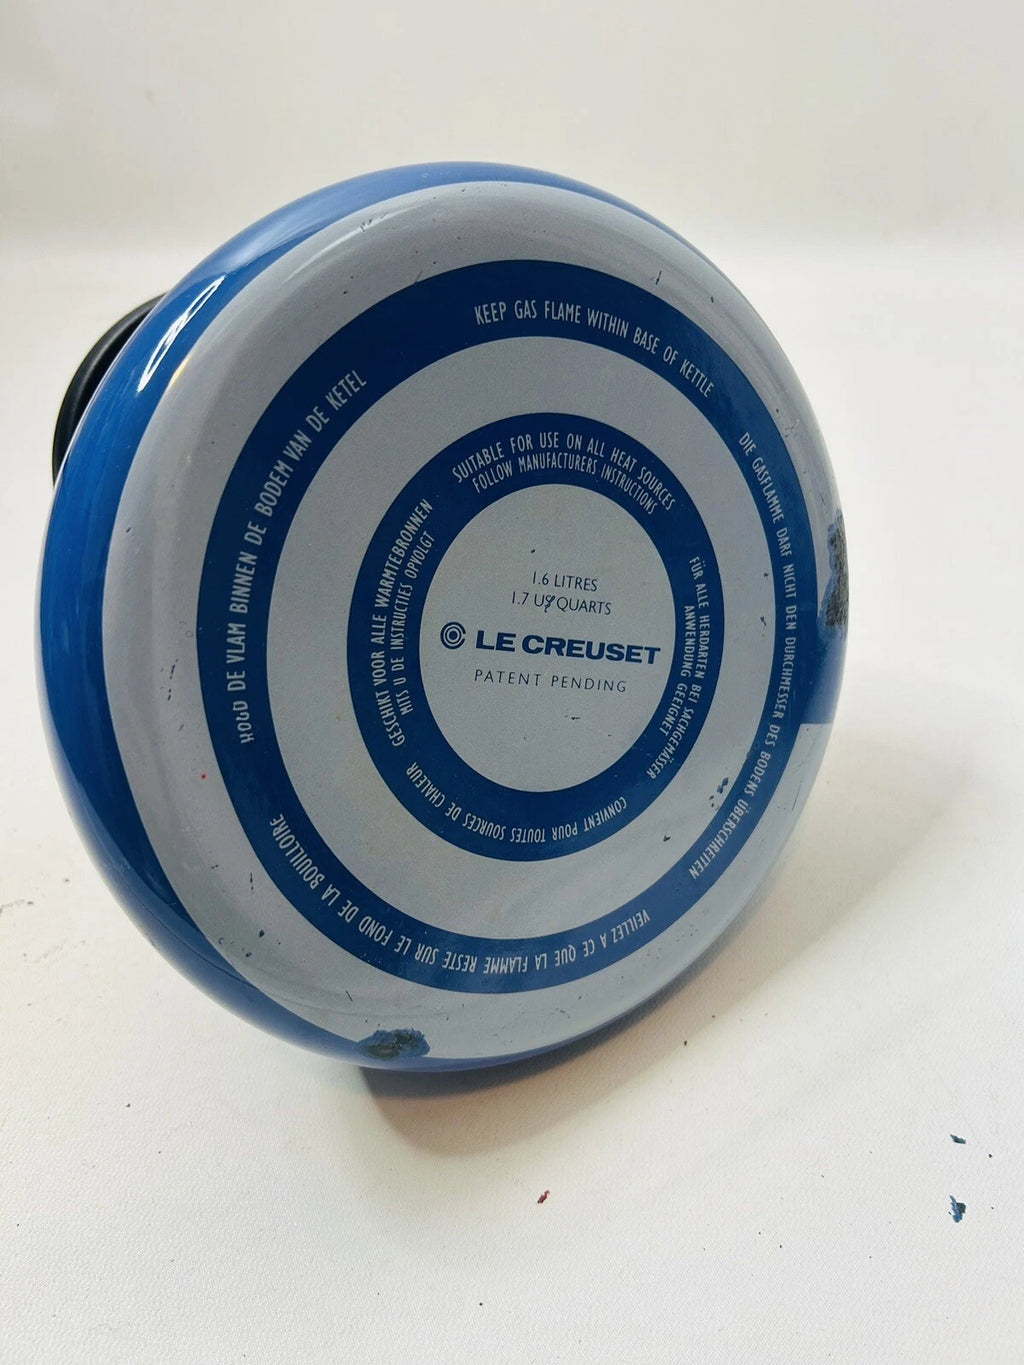 KEEP GAS FLAME WITHIN BASE OF KETTLE
DIE GASFLAMME DARF NICHT DEN DURCHMESSER DES BODENS ÜBERSCHREITEN
VEILLEZ A CE QUE LA FLAMME RESTE SUR LE FOND DE LA BOUILLOIRE
HOUD DE VLAM BINNEN DE BODEM VAN DE KETEL
SUITABLE FOR USE ON ALL HEAT SOURCES
FOLLOW MANUFACTURERS INSTRUCTIONS
FÜR ALLE HERDARTEN BEI SACHGEMÄSSER
ANWENDUNG GEEIGNET
CONVIENT POUR TOUTES SOURCES DE CHALEUR
GESCHIKT VOOR ALLE WARMTEBRONNEN
MITS U DE INSTRUCTIES OPVOLGT
1.6 LITRES
1.7 US QUARTS
LE CREUSET
PATENT PENDING